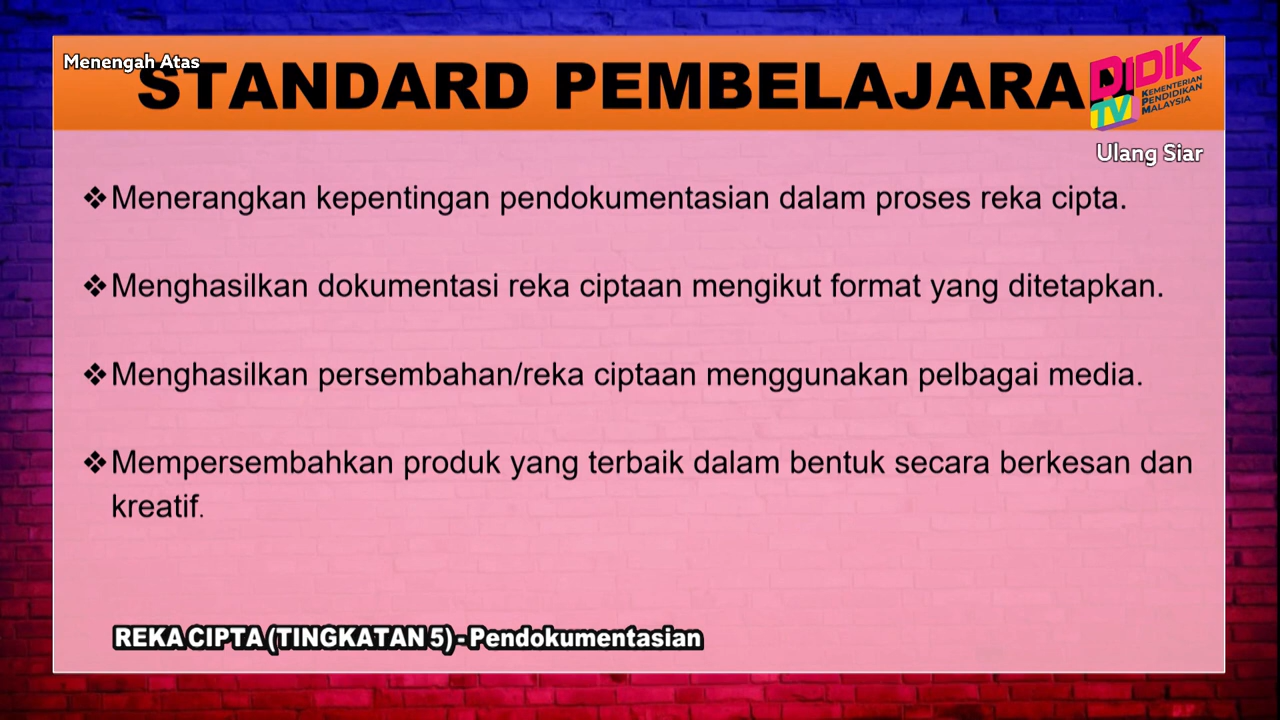 Menengah Atas
STANDARD PEMBELAJARA
DIDIK
TV
KEMENTERIAN
PENDIDIKAN
MALAYSIA
Ulang Siar
❖Menerangkan kepentingan pendokumentasian dalam proses reka cipta.
❖Menghasilkan dokumentasi reka ciptaan mengikut format yang ditetapkan.
❖Menghasilkan persembahan/reka ciptaan menggunakan pelbagai media.
❖Mempersembahkan produk yang terbaik dalam bentuk secara berkesan dan
kreatif.
REKA CIPTA (TINGKATAN 5) - Pendokumentasian